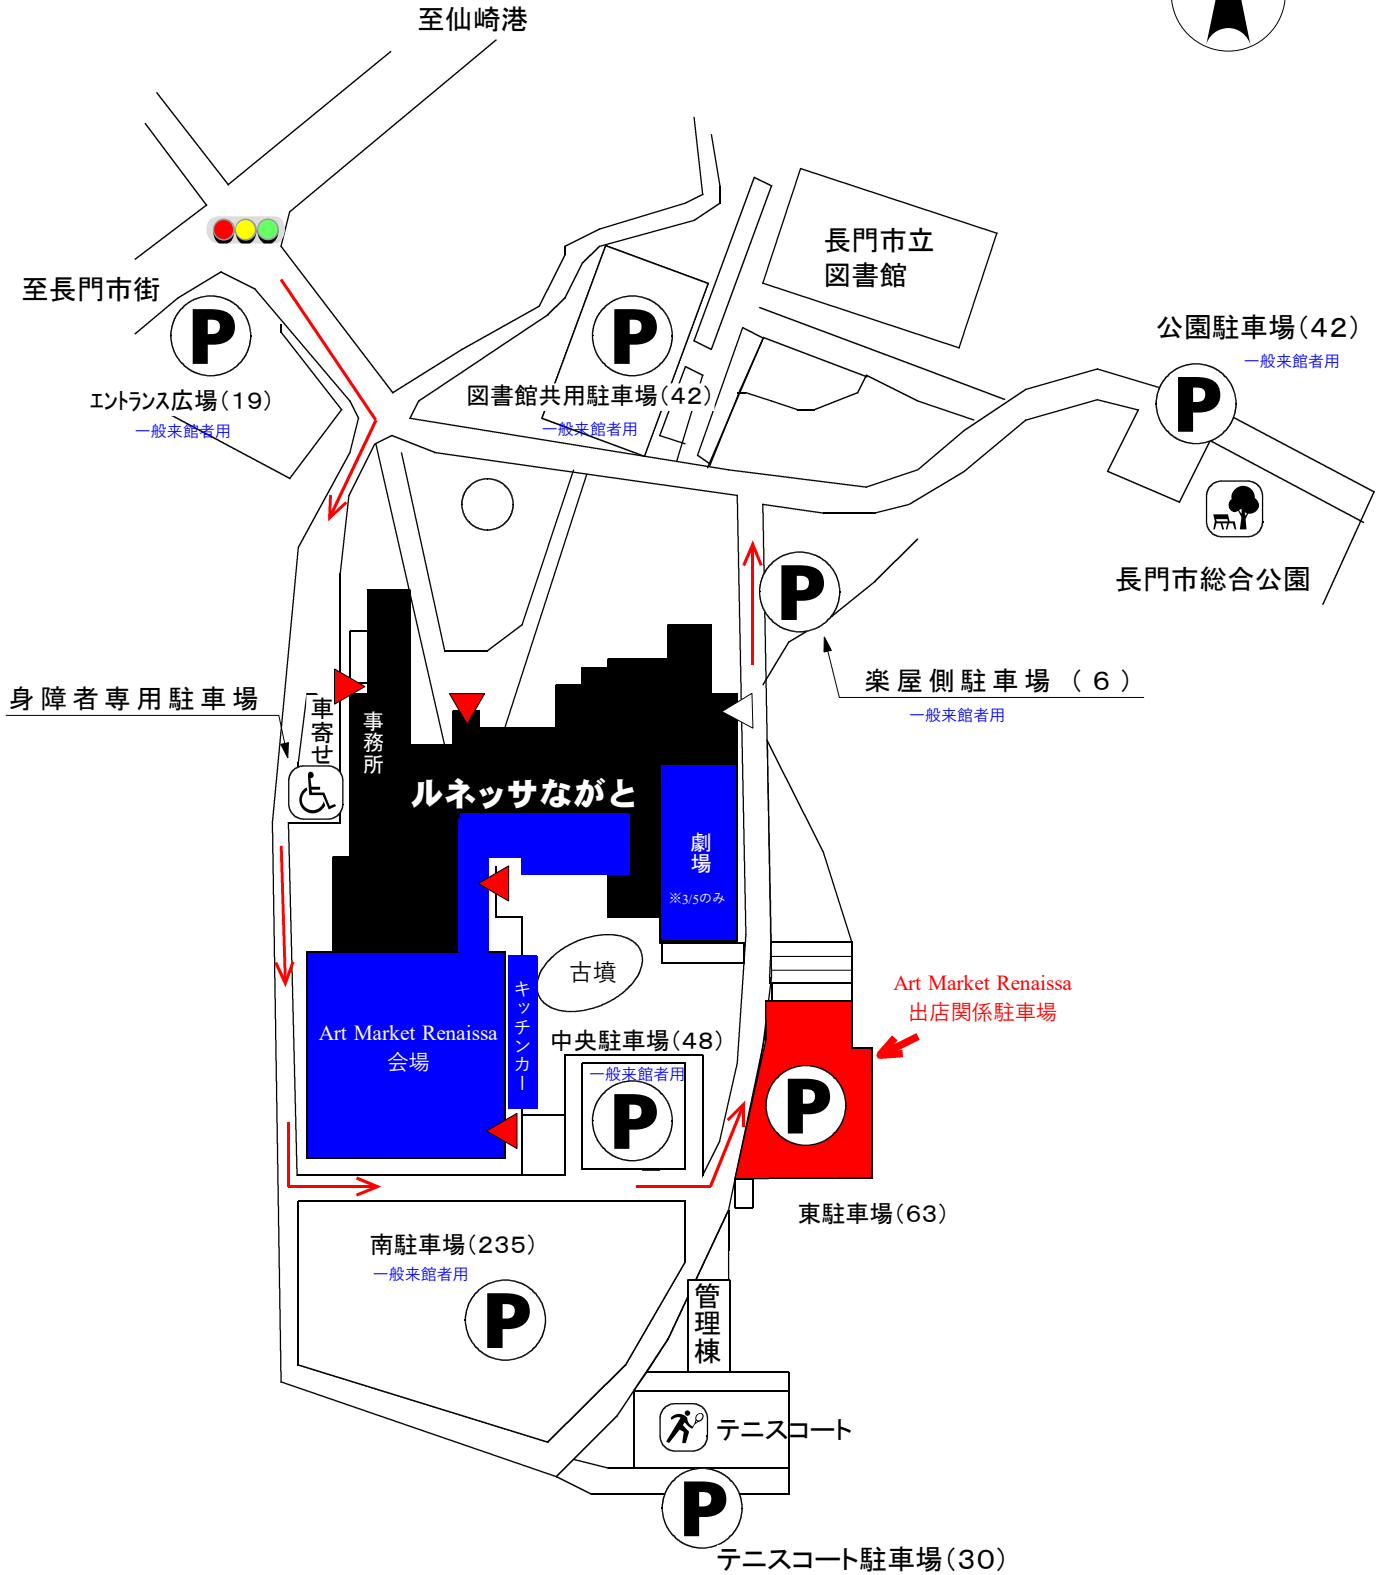 至仙崎港
至長門市街
長門市立
図書館
公園駐車場(42)
一般来館者用
P
P
P
エントランス広場(19)
一般来館者用
図書館共用駐車場(42)
一般来館者用
長門市総合公園
P
楽屋側駐車場(6)
一般来館者用
身障者専用駐車場
車寄せ
事務所
ルネッサながと
劇場
※3/5のみ
古墳
キッチンカー
Art Market Renaissa
会場
Art Market Renaissa
出店関係駐車場
中央駐車場(48)
一般来館者用
P
P
東駐車場(63)
南駐車場(235)
一般来館者用
P
管理棟
テニスコート
P
テニスコート駐車場(30)